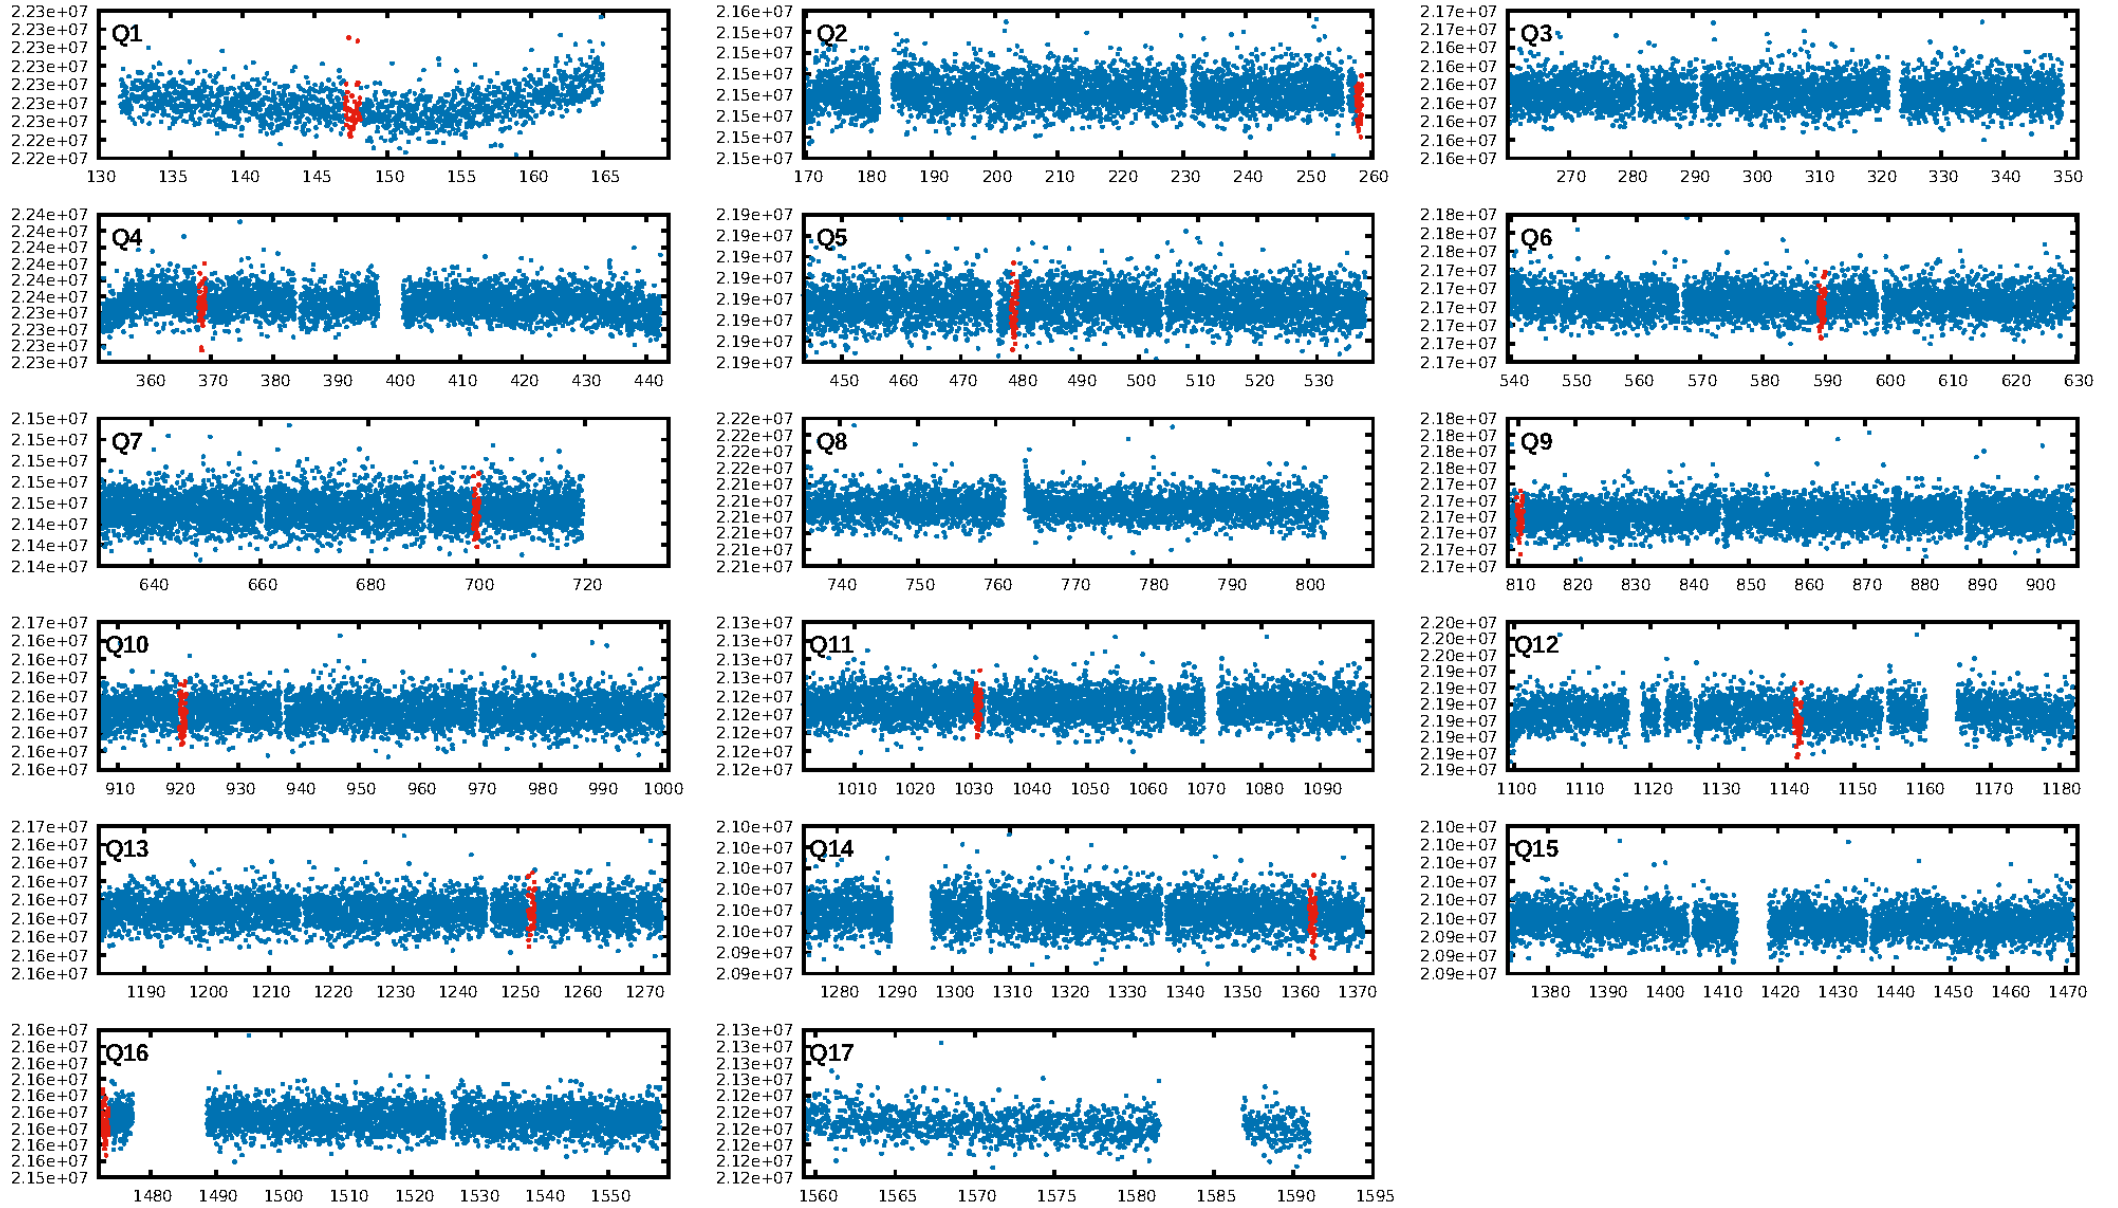 2.23e+07 2.23e+07 2.23e+07 2.23e+07 2.23e+07 2.23e+07 2.23e+07 2.22e+07 2.22e+07
Q1
130 135 140 145 150 155 160 165
2.16e+07 2.15e+07 2.15e+07 2.15e+07 2.15e+07 2.15e+07 2.15e+07 2.15e+07
Q2
170 180 190 200 210 220 230 240 250 260
2.17e+07 2.17e+07 2.16e+07 2.16e+07 2.16e+07 2.16e+07 2.16e+07 2.16e+07 2.16e+07
Q3
270 280 290 300 310 320 330 340 350
2.24e+07 2.24e+07 2.24e+07 2.24e+07 2.24e+07 2.24e+07 2.23e+07 2.23e+07 2.23e+07 2.23e+07
Q4
360 370 380 390 400 410 420 430 440
2.19e+07 2.19e+07 2.19e+07 2.19e+07 2.19e+07 2.19e+07 2.19e+07 2.19e+07
Q5
450 460 470 480 490 500 510 520 530
2.18e+07 2.18e+07 2.18e+07 2.17e+07 2.17e+07 2.17e+07 2.17e+07 2.17e+07 2.17e+07
Q6
540 550 560 570 580 590 600 610 620 630
2.15e+07 2.15e+07 2.15e+07 2.15e+07 2.14e+07 2.14e+07 2.14e+07 2.14e+07
Q7
640 660 680 700 720
2.22e+07 2.22e+07 2.22e+07 2.22e+07 2.21e+07 2.21e+07 2.21e+07 2.21e+07 2.21e+07 2.21e+07
Q8
740 750 760 770 780 790 800
2.18e+07 2.18e+07 2.18e+07 2.18e+07 2.17e+07 2.17e+07 2.17e+07 2.17e+07 2.17e+07
Q9
810 820 830 840 850 860 870 880 890 900
2.17e+07 2.16e+07 2.16e+07 2.16e+07 2.16e+07 2.16e+07 2.16e+07 2.16e+07 2.16e+07
Q10
910 920 930 940 950 960 970 980 990 1000
2.13e+07 2.13e+07 2.13e+07 2.13e+07 2.12e+07 2.12e+07 2.12e+07 2.12e+07 2.12e+07
Q11
1010 1020 1030 1040 1050 1060 1070 1080 1090
2.20e+07 2.20e+07 2.20e+07 2.19e+07 2.19e+07 2.19e+07 2.19e+07 2.19e+07 2.19e+07 2.19e+07
Q12
1100 1110 1120 1130 1140 1150 1160 1170 1180
2.17e+07 2.16e+07 2.16e+07 2.16e+07 2.16e+07 2.16e+07 2.16e+07 2.16e+07 2.16e+07
Q13
1190 1200 1210 1220 1230 1240 1250 1260 1270
2.10e+07 2.10e+07 2.10e+07 2.10e+07 2.10e+07 2.10e+07 2.09e+07 2.09e+07
Q14
1280 1290 1300 1310 1320 1330 1340 1350 1360 1370
2.10e+07 2.10e+07 2.10e+07 2.10e+07 2.10e+07 2.10e+07 2.09e+07 2.09e+07 2.09e+07
Q15
1380 1390 1400 1410 1420 1430 1440 1450 1460 1470
2.16e+07 2.16e+07 2.16e+07 2.16e+07 2.16e+07 2.16e+07 2.16e+07 2.16e+07 2.16e+07 2.15e+07
Q16
1480 1490 1500 1510 1520 1530 1540 1550
2.13e+07 2.13e+07 2.13e+07 2.13e+07 2.12e+07 2.12e+07 2.12e+07 2.12e+07 2.12e+07 2.12e+07
Q17
1560 1565 1570 1575 1580 1585 1590 1595